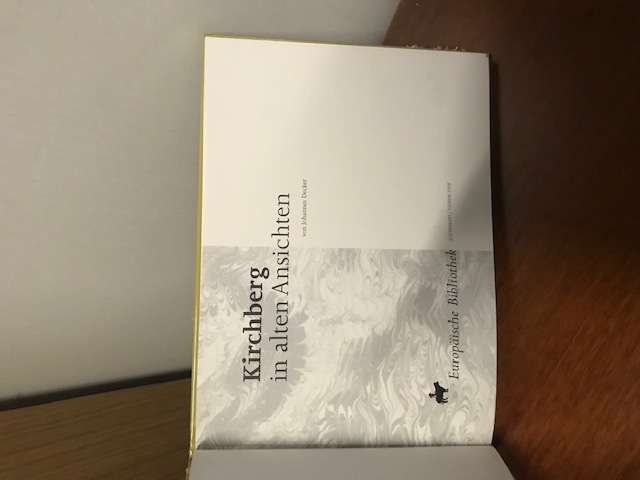 Kirchberg
in alten Ansichten
von Johannes Decker
Europäische Bibliothek